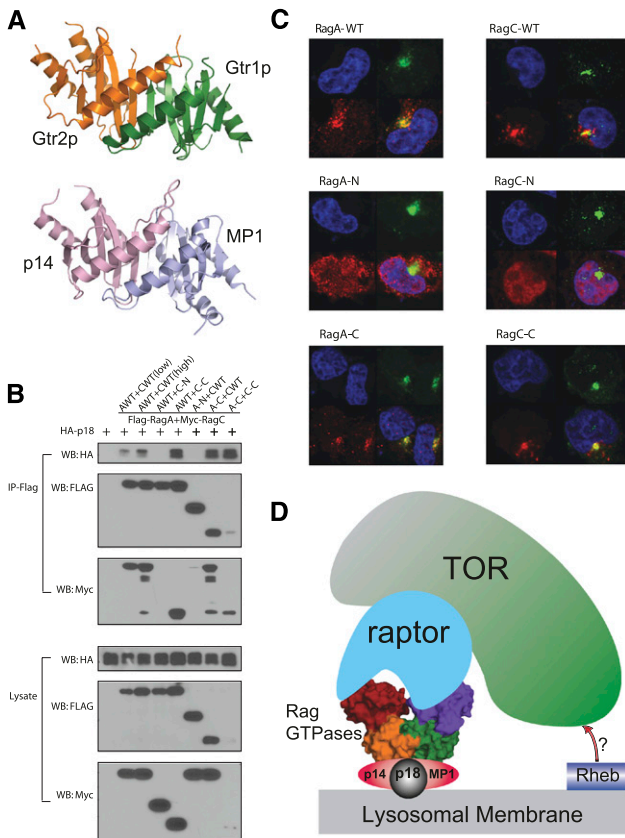 A
Gtr1p
Gtr2p
p14
MP1
B
AWT+CWT(low)
AWT+CWT(high)
AWT+C-N
AWT+C-C
A-N+CWT
A-C+CWT
A-C+C-C
Flag-RagA+Myc-RagC
HA-p18 + + + + + + + +
IP-Flag
WB:HA
WB:FLAG
WB:Myc
Lysate
WB:HA
WB:FLAG
WB:Myc
C
RagA-WT
RagC-WT
RagA-N
RagC-N
RagA-C
RagC-C
D
TOR
raptor
Rag
GTPases
p14 p18 MP1
?
Rheb
Lysosomal Membrane